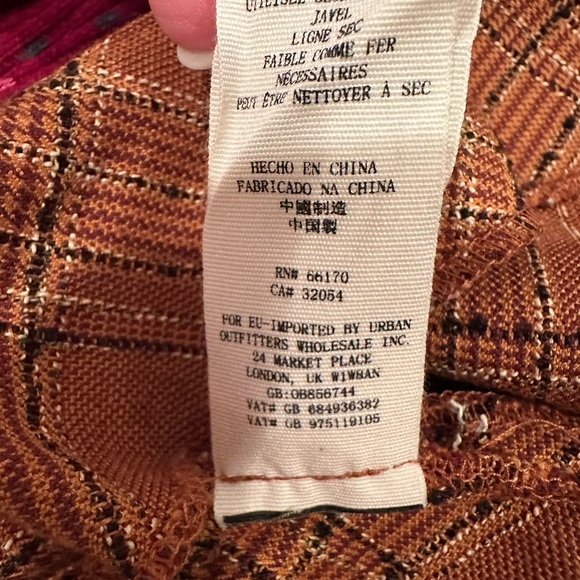 JAVEL
LIGNE SEC
FAIBLE COMME FER
NÉCESSAIRES
PEUT ÊTRE NETTOYER À SEC
HECHO EN CHINA
FABRICADO NA CHINA
中國制造
中国製
RN# 66170
CA# 32054
FOR EU-IMPORTED BY URBAN
OUTFITTERS WHOLESALE INC.
24 MARKET PLACE
LONDON, UK W1W8AN
GB:OB856744
VAT# GB 684936382
VAT# GB 975119105